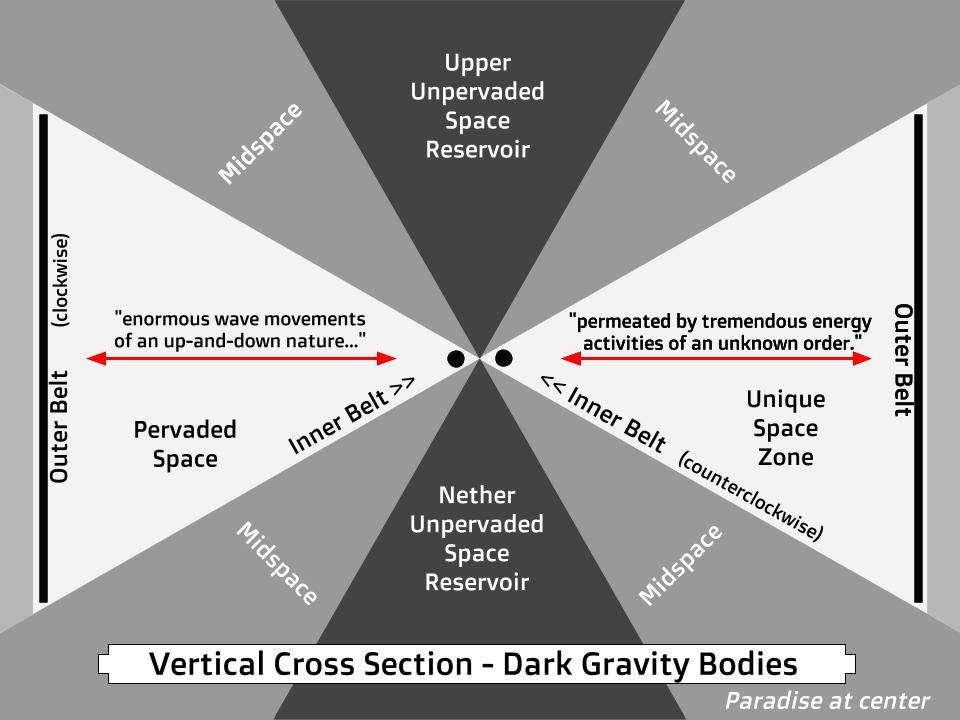 Upper
Unpervaded
Space
Reservoir
Midspace
Midspace
(clockwise)
Outer Belt
"enormous wave movements
of an up-and-down nature..."
"permeated by tremendous energy
activities of an unknown order."
Outer Belt
Pervaded
Space
Inner Belt >>
<< Inner Belt
(counterclockwise)
Unique
Space
Zone
Nether
Unpervaded
Space
Reservoir
Midspace
Midspace
Vertical Cross Section - Dark Gravity Bodies
Paradise at center